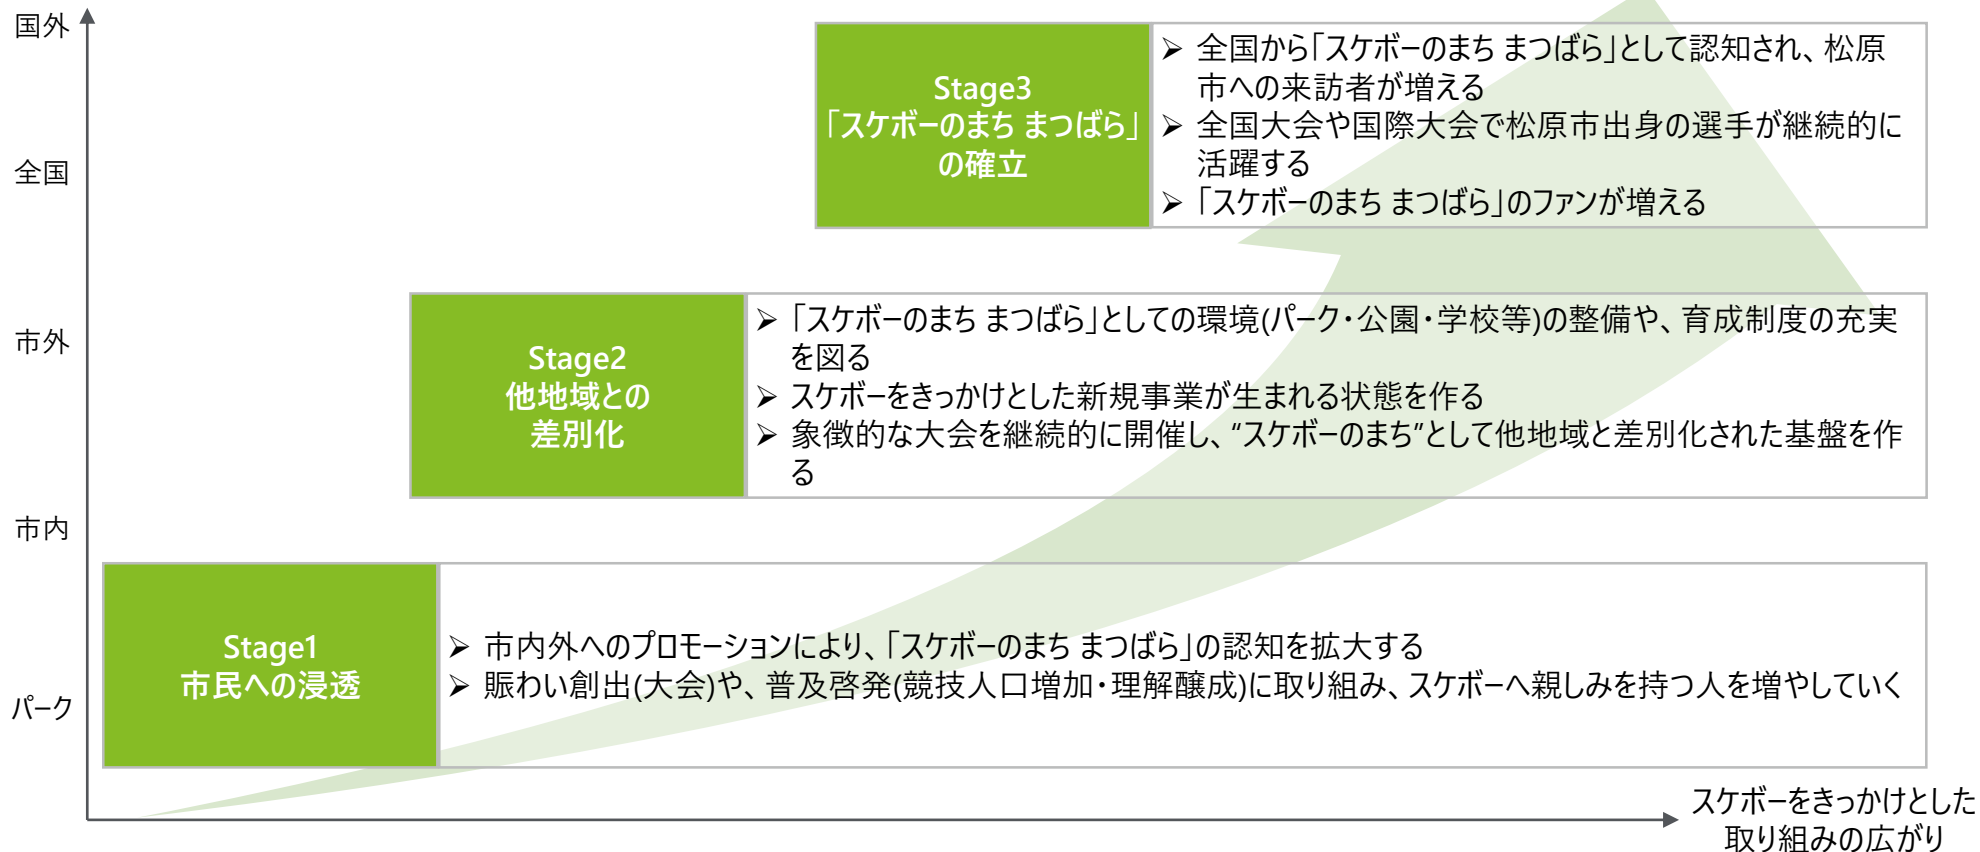 国外
全国
市外
市内
パーク
Stage3
「スケボーのまち まつばら」
の確立
➢ 全国から「スケボーのまち まつばら」として認知され、松原
市への来訪者が増える
➢ 全国大会や国際大会で松原市出身の選手が継続的に
活躍する
➢ 「スケボーのまち まつばら」のファンが増える
Stage2
他地域との
差別化
➢ 「スケボーのまち まつばら」としての環境(パーク・公園・学校等)の整備や、育成制度の充実
を図る
➢ スケボーをきっかけとした新規事業が生まれる状態を作る
➢ 象徴的な大会を継続的に開催し、“スケボーのまち”として他地域と差別化された基盤を作
る
Stage1
市民への浸透
➢ 市内外へのプロモーションにより、「スケボーのまち まつばら」の認知を拡大する
➢ 賑わい創出(大会)や、普及啓発(競技人口増加・理解醸成)に取り組み、スケボーへ親しみを持つ人を増やしていく
スケボーをきっかけとした
取り組みの広がり